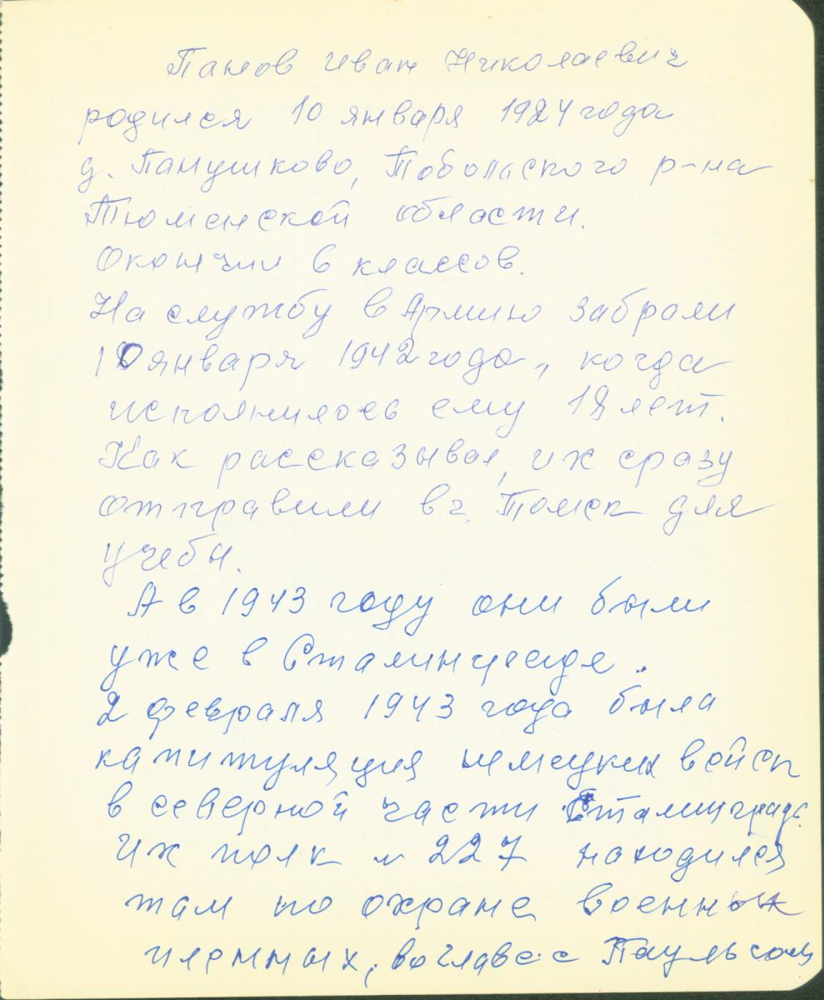 Панов Иван Николаевич
родился 10 января 1924 года
д. Панушково, Тобольского р-на
Тюменской области.
Окончил 6 классов.
На службу в Армию забрали
10 января 1942 года, когда
исполнилось ему 18 лет.
Как рассказывал, их сразу
отправили в г. Томск для
учебы.
А в 1943 году они были
уже в Сталинграде.
2 февраля 1943 года была
капитуляция немецких войск
в северной части Сталинграда.
Их полк № 227 находился
там по охране военных
пленных, во главе с Паульсом